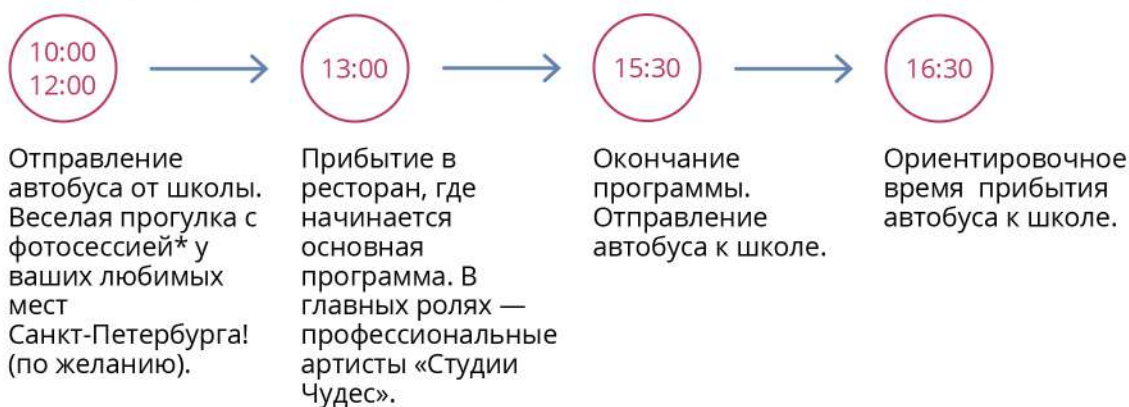 10:00
12:00
13:00
15:30
16:30
Отправление
автобуса от школы.
Веселая прогулка с
фотосессией* у
ваших любимых
мест
Санкт-Петербурга!
(по желанию).
Прибытие в
ресторан, где
начинается
основная
программа. В
главных ролях —
профессиональные
артисты «Студии
Чудес».
Окончание
программы.
Отправление
автобуса к школе.
Ориентировочное
время прибытия
автобуса к школе.